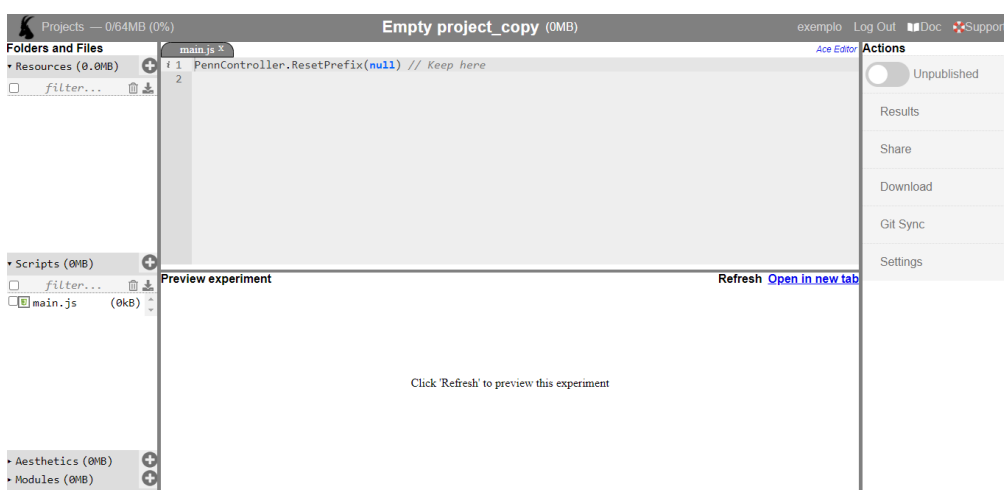 Projects — 0/64MB (0%)
Empty project_copy (0MB)
exemplo Log Out Doc Suppor
Folders and Files
Resources (0.0MB)
filter...
Scripts (0MB)
filter...
main.js (0kB)
Aesthetics (0MB)
Modules (0MB)
main.js X
Ace Editor
i 1 PennController.ResetPrefix(null) // Keep here
2
Preview experiment
Refresh Open in new tab
Click 'Refresh' to preview this experiment
Actions
Unpublished
Results
Share
Download
Git Sync
Settings